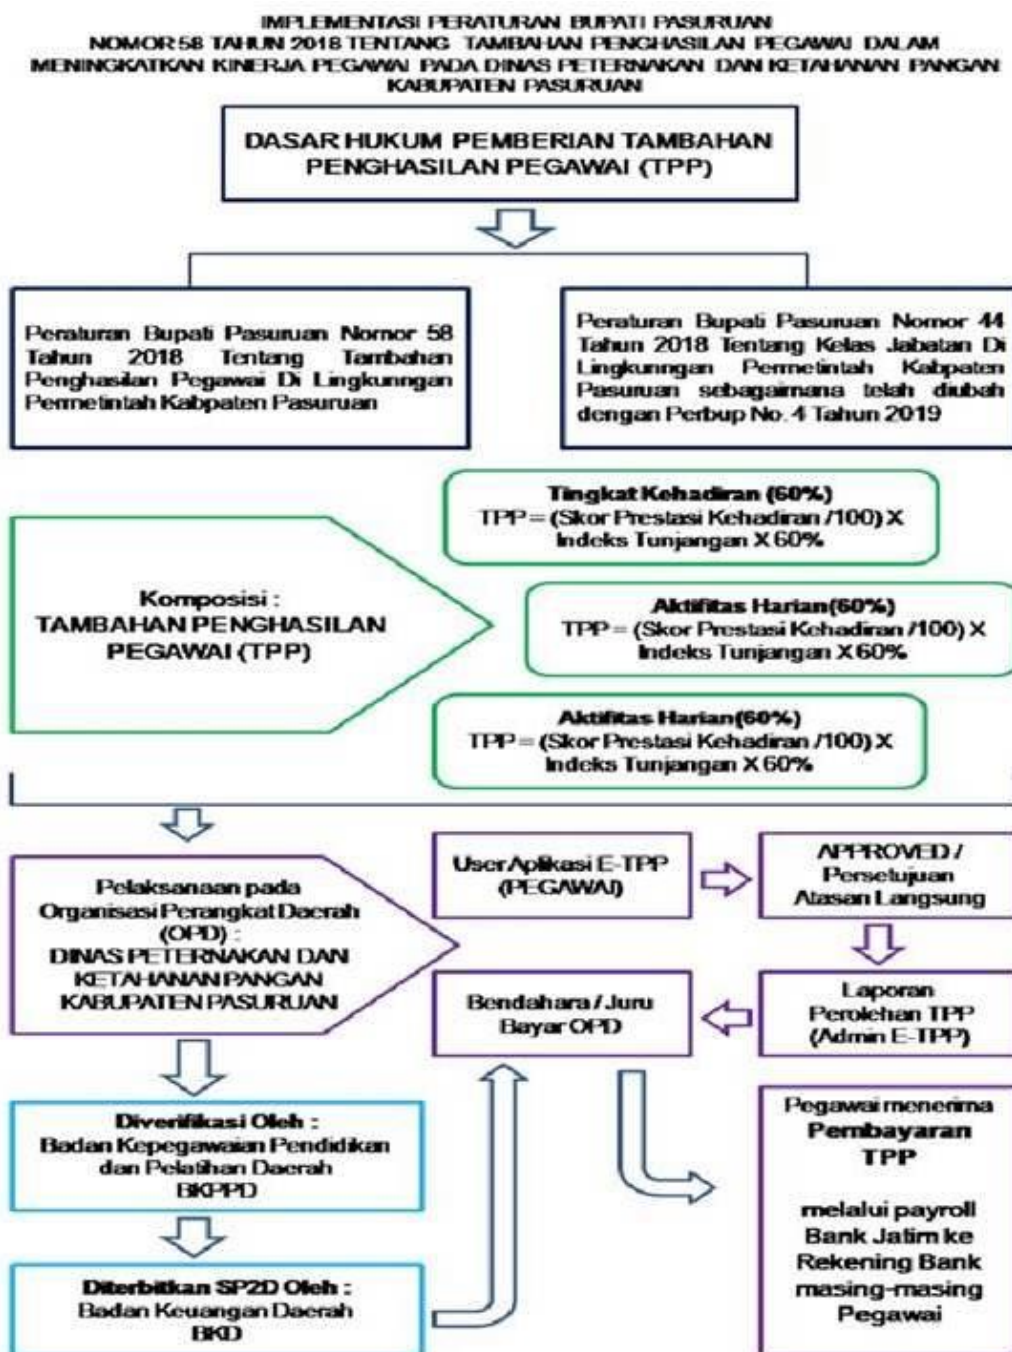 IMPLEMENTASI PERATURAN BUPATI PASURUAN
NOMOR 58 TAHUN 2018 TENTANG TAMBAHAN PENGHASILAN PEGAWAI DALAM
MENINGKATKAN KINERJA PEGAWAI PADA DINAS PETERNAKAN DAN KETAHANAN PANGAN
KABUPATEN PASURUAN
DASAR HUKUM PEMBERIAN TAMBAHAN
PENGHASILAN PEGAWAI (TPP)
Peraturan Bupati Pasuruan Nomor 58
Tahun 2018 Tentang Tambahan
Penghasilan Pegawai Di Lingkunngan
Permetintah Kabpaten Pasuruan
Peraturan Bupati Pasuruan Nomor 44
Tahun 2018 Tentang Kelas Jabatan Di
Lingkunngan Permetintah Kabpaten
Pasuruan sebagaimana telah diubah
dengan Perbup No. 4 Tahun 2019
Komposisi :
TAMBAHAN PENGHASILAN
PEGAWAI (TPP)
Tingkat Kehadiran (60%)
TPP = (Skor Prestasi Kehadiran /100) X
Indeks Tunjangan X 60%
Aktifitas Harian(60%)
TPP = (Skor Prestasi Kehadiran /100) X
Indeks Tunjangan X 60%
Aktifitas Harian(60%)
TPP = (Skor Prestasi Kehadiran /100) X
Indeks Tunjangan X 60%
Pelaksanaan pada
Organisasi Perangkat Daerah
(OPD) :
DINAS PETERNAKAN DAN
KETAHANAN PANGAN
KABUPATEN PASURUAN
User Aplikasi E-TPP
(PEGAWAI)
APPROVED /
Persetujuan
Atasan Langsung
Bendahara / Juru
Bayar OPD
Laporan
Perolehan TPP
(Admin E-TPP)
Diverifikasi Oleh :
Badan Kepegawaian Pendidikan
dan Pelatihan Daerah
BKPPD
Diterbitkan SP2D Oleh :
Badan Keuangan Daerah
BKD
Pegawai menerima
Pembayaran
TPP
melalui payroll
Bank Jatim ke
Rekening Bank
masing-masing
Pegawai